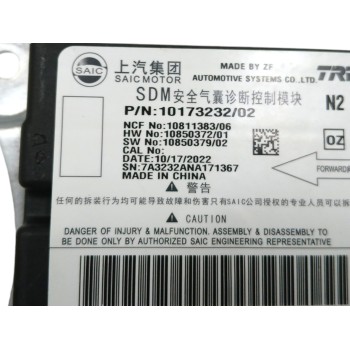 SAIC 上汽集团
SAICMOTOR
MADE BY ZF
AUTOMOTIVE SYSTEMS CO.,LTD.
SDM安全气囊诊断控制模块
N2
P/N:10173232/02
NCF No:10811383/06
HW No:10850372/01
SW No:10850379/02
OZ
CAL No:
DATE:10/17/2022
SN:7A3232ANA171367
MADE IN CHINA
FORWARD
警告
任何的拆装行为均可能导致故障和伤害只有SAIC公司授权的专业人员可以拆
CAUTION
DANGER OF INJURY & MALFUNCTION. ASSEMBLY & DISASSEMBLY
BY AUTHORIZED SAIC ENGINEERING REPRESENTATIVE